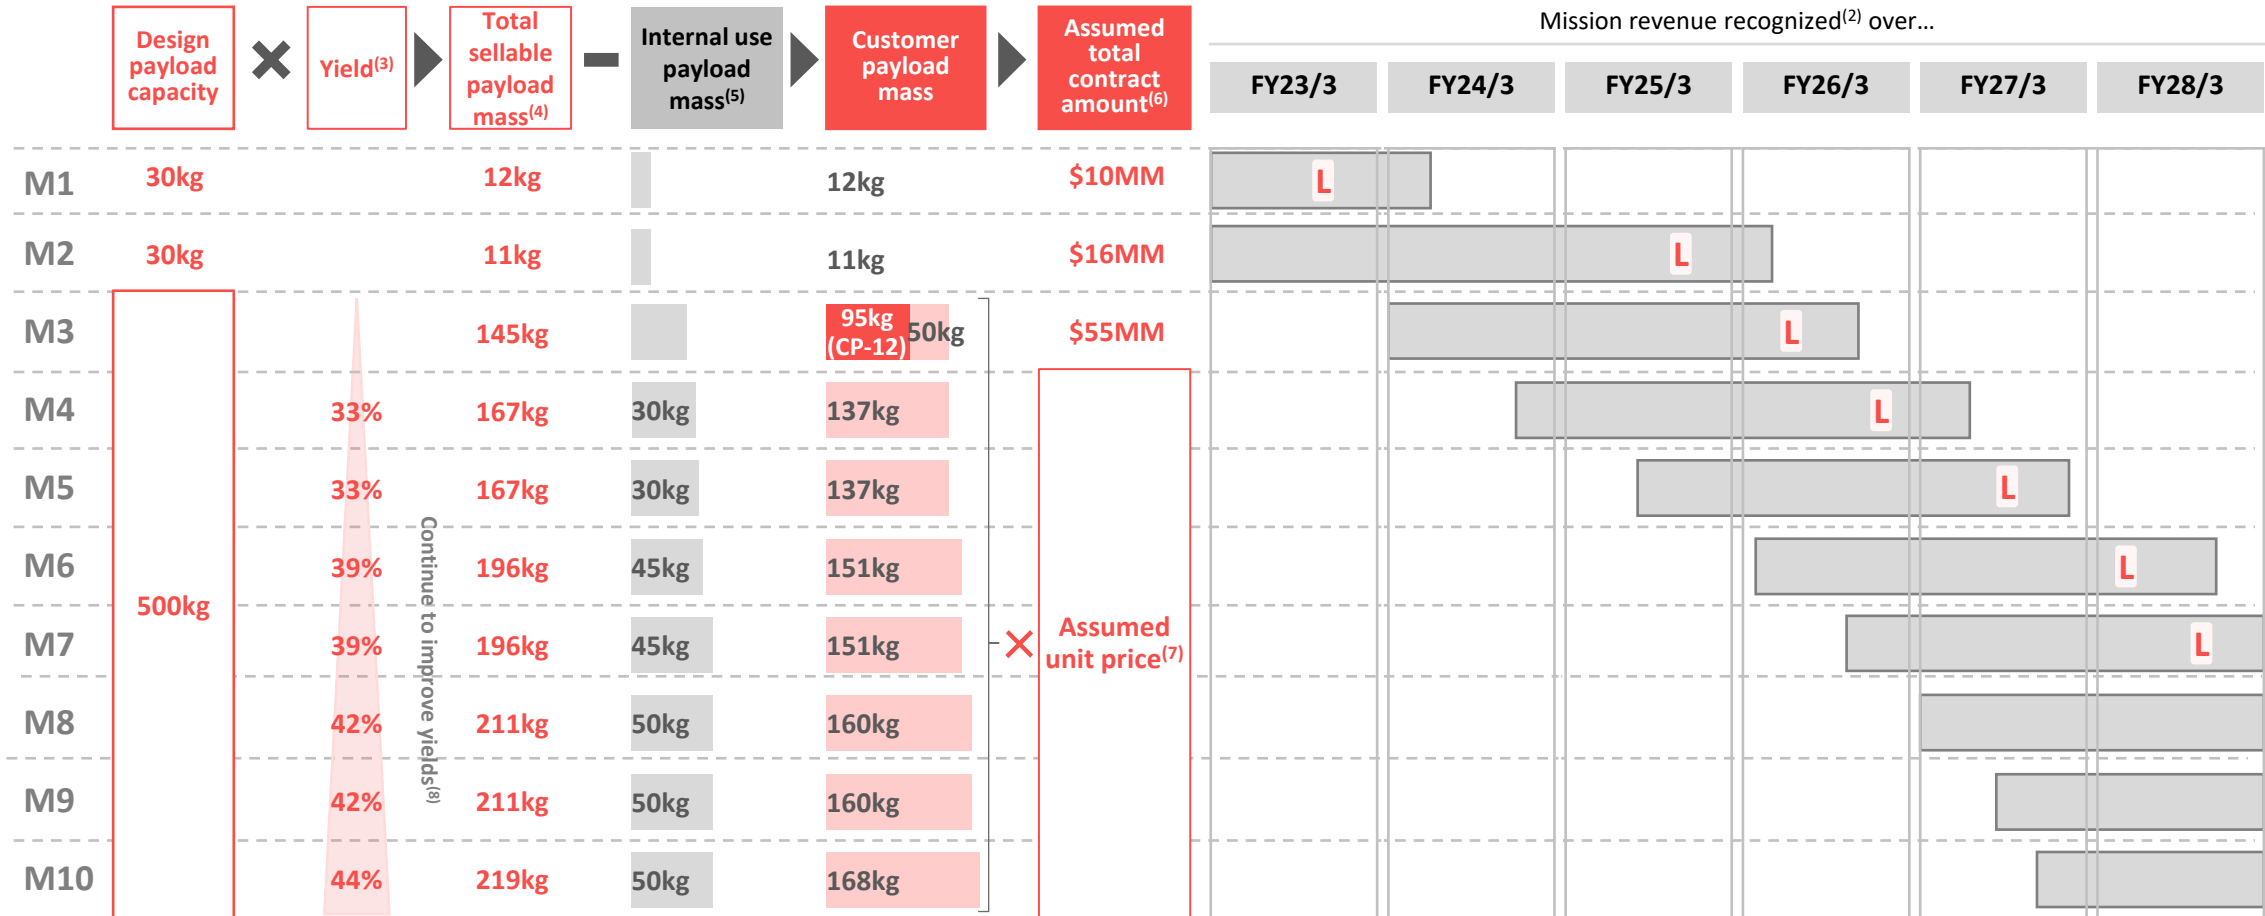 Design
payload
capacity
Yield(3)
Total
sellable
payload
mass(4)
Internal use
payload
mass(5)
Customer
payload
mass
Assumed
total
contract
amount(6)
Mission revenue recognized(2) over...
FY23/3
FY24/3
FY25/3
FY26/3
FY27/3
FY28/3
M1
30kg
12kg
12kg
$10MM
L
M2
30kg
11kg
11kg
$16MM
L
M3
145kg
95kg
(CP-12)
50kg
$55MM
L
M4
33%
167kg
30kg
137kg
L
M5
33%
167kg
30kg
137kg
L
M6
39%
196kg
45kg
151kg
L
500kg
M7
39%
196kg
45kg
151kg
Assumed
unit price(7)
L
M8
42%
211kg
50kg
160kg
M9
42%
211kg
50kg
160kg
M10
44%
219kg
50kg
168kg
Continue to improve yields(8)